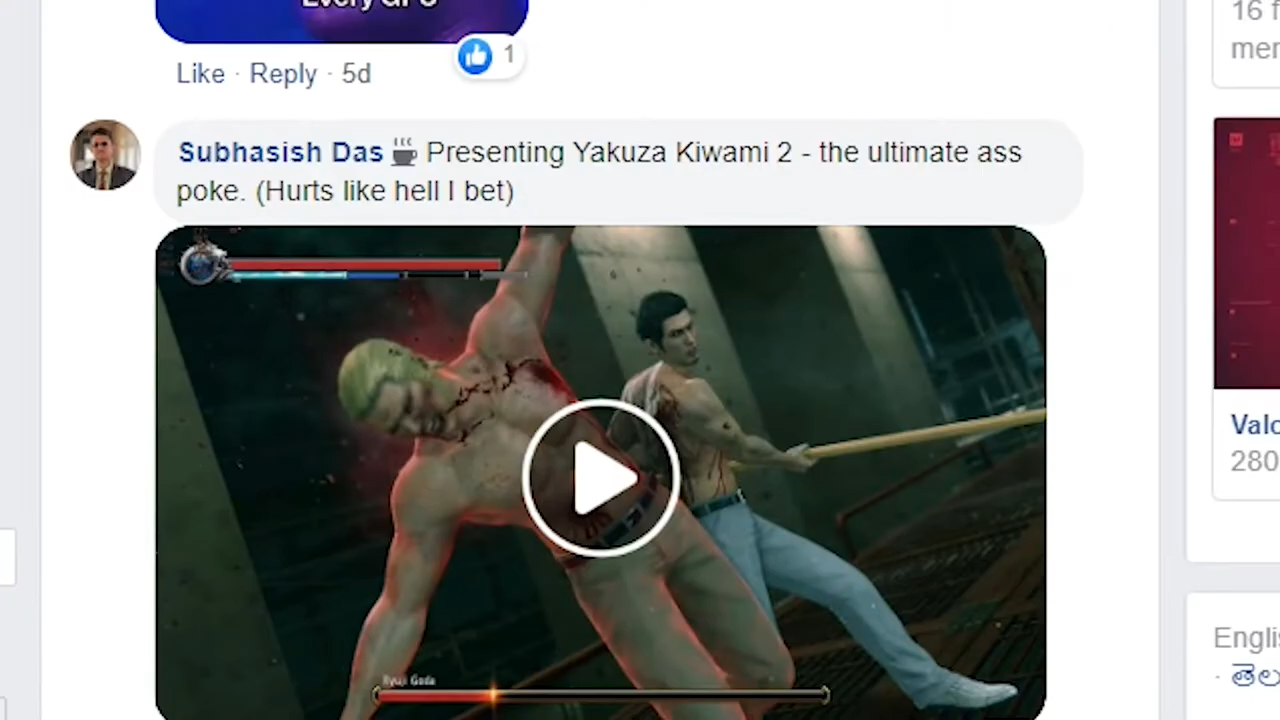 Like · Reply · 5d
1
Subhasish Das Presenting Yakuza Kiwami 2 - the ultimate ass
poke. (Hurts like hell I bet)
Ryuji Goda
16 f
mer
Valo
280
Englis
· తెల